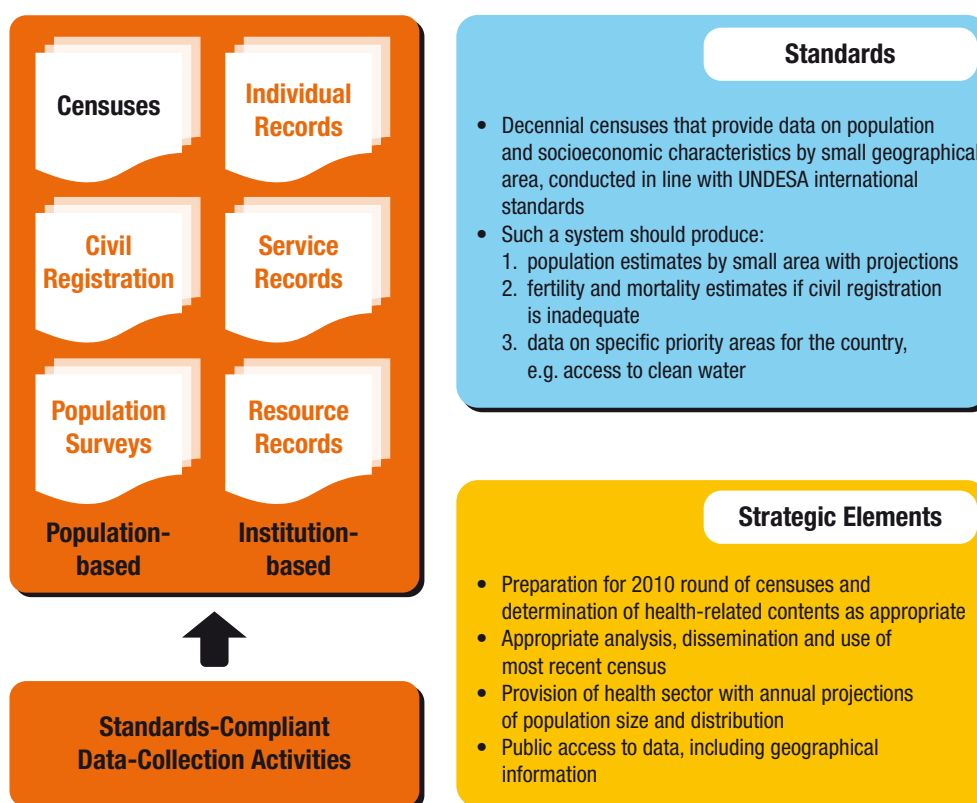 Censuses
Individual
Records
Civil
Registration
Service
Records
Population
Surveys
Resource
Records
Population-
based
Institution-
based
Standards-Compliant
Data-Collection Activities
Standards
• Decennial censuses that provide data on population
and socioeconomic characteristics by small geographical
area, conducted in line with UNDESA international
standards
• Such a system should produce:
1. population estimates by small area with projections
2. fertility and mortality estimates if civil registration
is inadequate
3. data on specific priority areas for the country,
e.g. access to clean water
Strategic Elements
• Preparation for 2010 round of censuses and
determination of health-related contents as appropriate
• Appropriate analysis, dissemination and use of
most recent census
• Provision of health sector with annual projections
of population size and distribution
• Public access to data, including geographical
information